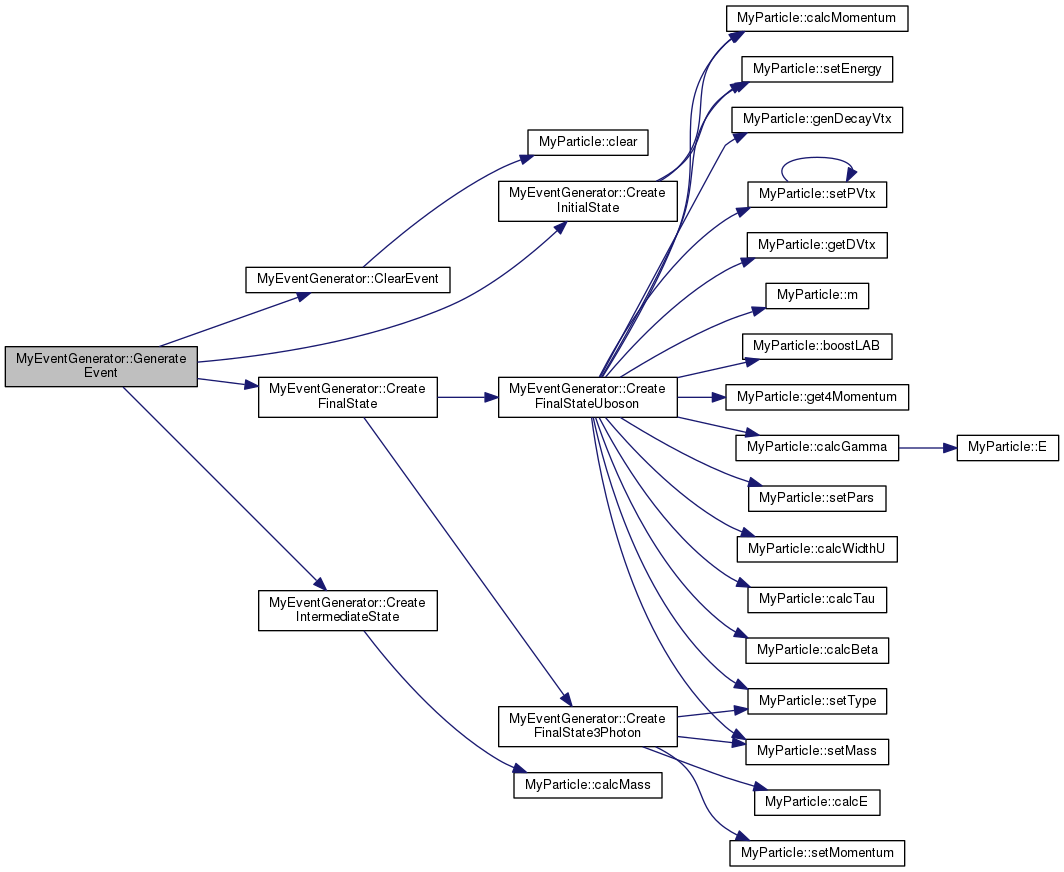 MyEventGenerator::Generate
Event
MyEventGenerator::ClearEvent
MyEventGenerator::Create
FinalState
MyEventGenerator::Create
IntermediateState
MyParticle::clear
MyEventGenerator::Create
InitialState
MyEventGenerator::Create
FinalStateUboson
MyEventGenerator::Create
FinalState3Photon
MyParticle::calcMass
MyParticle::calcMomentum
MyParticle::setEnergy
MyParticle::genDecayVtx
MyParticle::setPVtx
MyParticle::getDVtx
MyParticle::m
MyParticle::boostLAB
MyParticle::get4Momentum
MyParticle::calcGamma
MyParticle::setPars
MyParticle::calcWidthU
MyParticle::calcTau
MyParticle::calcBeta
MyParticle::setType
MyParticle::setMass
MyParticle::calcE
MyParticle::setMomentum
MyParticle::E